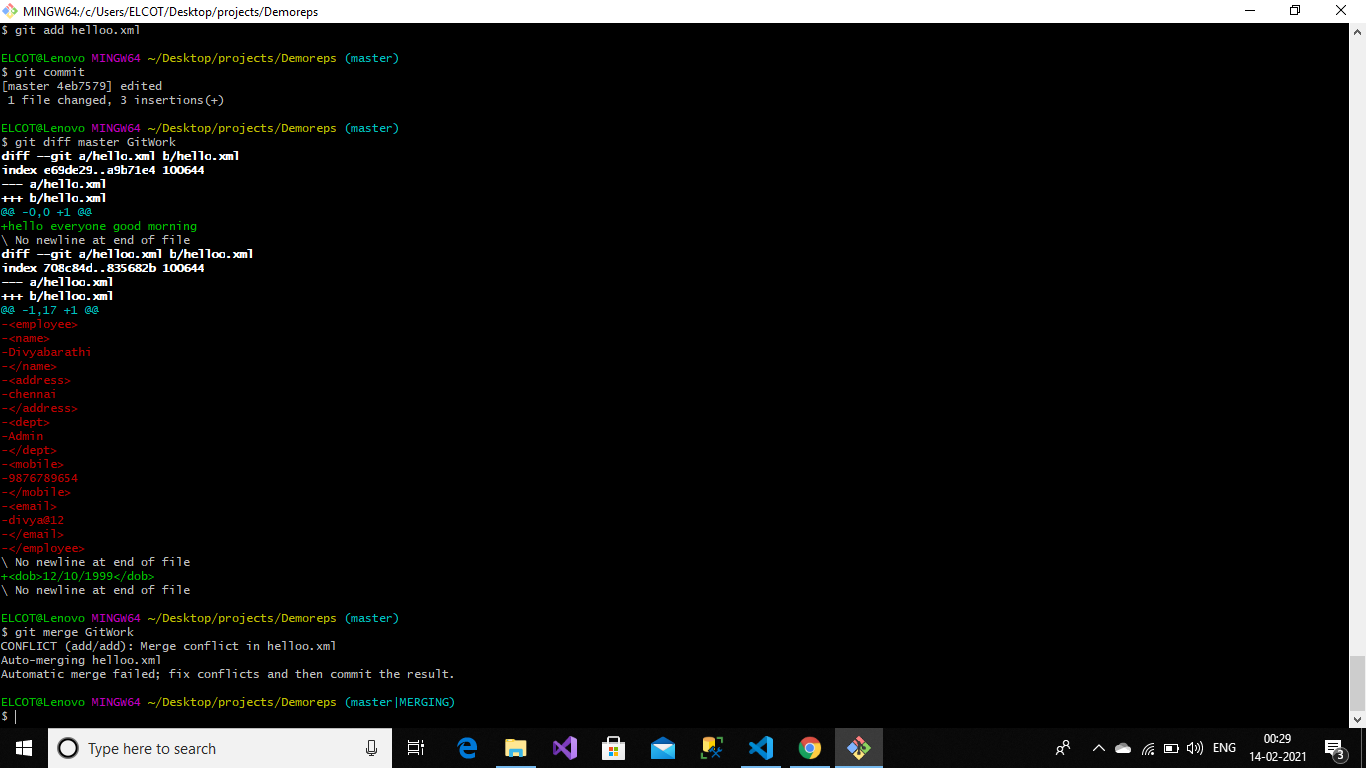 MINGW64:/c/Users/ELCOT/Desktop/projects/Demoreps
$ git add helloo.xml
ELCOT@Lenovo MINGW64 ~/Desktop/projects/Demoreps (master)
$ git commit
[master 4eb7579] edited
1 file changed, 3 insertions(+)
ELCOT@Lenovo MINGW64 ~/Desktop/projects/Demoreps (master)
$ git diff master GitWork
diff --git a/hello.xml b/hello.xml
index e69de29..a9b71e4 100644
--- a/hello.xml
+++ b/hello.xml
@@ -0,0 +1 @@
+hello everyone good morning
\ No newline at end of file
diff --git a/helloo.xml b/helloo.xml
index 708c84d..835682b 100644
--- a/helloo.xml
+++ b/helloo.xml
@@ -1,17 +1 @@
-<employee>
-<name>
-Divyabarathi
-</name>
-<address>
-chennai
-</address>
-<dept>
-Admin
-</dept>
-<mobile>
-9876789654
-</mobile>
-<email>
-divya@12
-</email>
-</employee>
\ No newline at end of file
+<dob>12/10/1999</dob>
\ No newline at end of file
ELCOT@Lenovo MINGW64 ~/Desktop/projects/Demoreps (master)
$ git merge GitWork
CONFLICT (add/add): Merge conflict in helloo.xml
Auto-merging helloo.xml
Automatic merge failed; fix conflicts and then commit the result.
ELCOT@Lenovo MINGW64 ~/Desktop/projects/Demoreps (master|MERGING)
$
Type here to search
ENG
00:29
14-02-2021
3